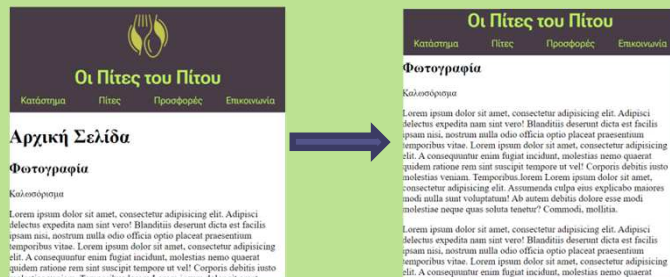 Οι Πίτες του Πίτου
Κατάστημα Πίτες Προσφορές Επικοινωνία
Αρχική Σελίδα
Φωτογραφία
Καλωσόρισμα
Lorem ipsum dolor sit amet, consectetur adipisicing elit. Adipisci
delectus expedita nam sint vero! Blanditiis deserunt dicta est facilis
ipsam nisi, nostrum nulla odio officia optio placeat praesentium
temporibus vitae. Lorem ipsum dolor sit amet, consectetur adipisicing
elit. A consequuntur enim fugiat incidunt, molestias nemo quaerat
quidem ratione rem sint suscipit tempore ut vel! Corporis debitis iusto
Οι Πίτες του Πίτου
Κατάστημα Πίτες Προσφορές Επικοινωνία
Φωτογραφία
Καλωσόρισμα
Lorem ipsum dolor sit amet, consectetur adipisicing elit. Adipisci
delectus expedita nam sint vero! Blanditiis deserunt dicta est facilis
ipsam nisi, nostrum nulla odio officia optio placeat praesentium
temporibus vitae. Lorem ipsum dolor sit amet, consectetur adipisicing
elit. A consequuntur enim fugiat incidunt, molestias nemo quaerat
quidem ratione rem sint suscipit tempore ut vel! Corporis debitis iusto
molestias veniam. Temporibus.lorem Lorem ipsum dolor sit amet,
consectetur adipisicing elit. Assumenda culpa eius explicabo maiores
modi nulla sunt voluptatum! Ab autem debitis dolore esse modi
molestiae neque quas soluta tenetur? Commodi, mollitia.
Lorem ipsum dolor sit amet, consectetur adipisicing elit. Adipisci
delectus expedita nam sint vero! Blanditiis deserunt dicta est facilis
ipsam nisi, nostrum nulla odio officia optio placeat praesentium
temporibus vitae. Lorem ipsum dolor sit amet, consectetur adipisicing
elit. A consequuntur enim fugiat incidunt, molestias nemo quaerat